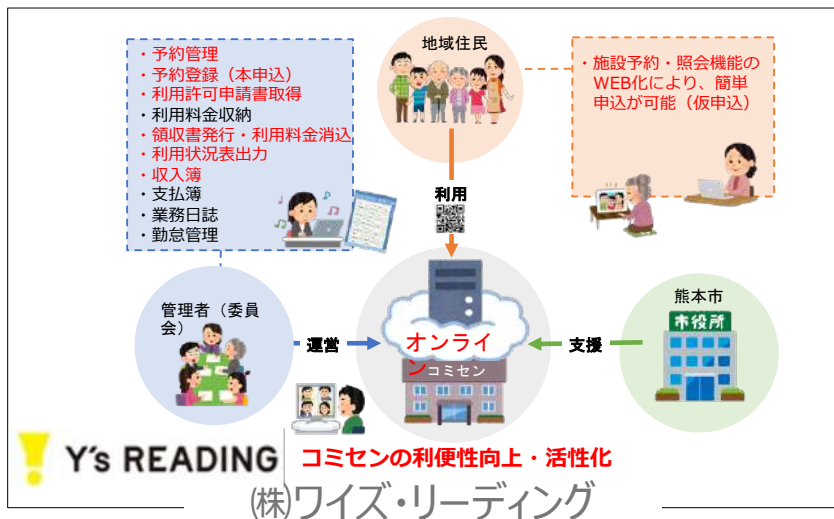 ・予約管理
・予約登録（本申込）
・利用許可申請書取得
・利用料金収納
・領収書発行・利用料金消込
・利用状況表出力
・収入簿
・支払簿
・業務日誌
・勤怠管理
地域住民
・施設予約・照会機能の
WEB化により、簡単
申込が可能（仮申込）
利用
管理者（委員
会）
運営
オンライ
ン
コミセン
支援
熊本市
市役所
Y's READING
コミセンの利便性向上・活性化
㈱ワイズ・リーディング